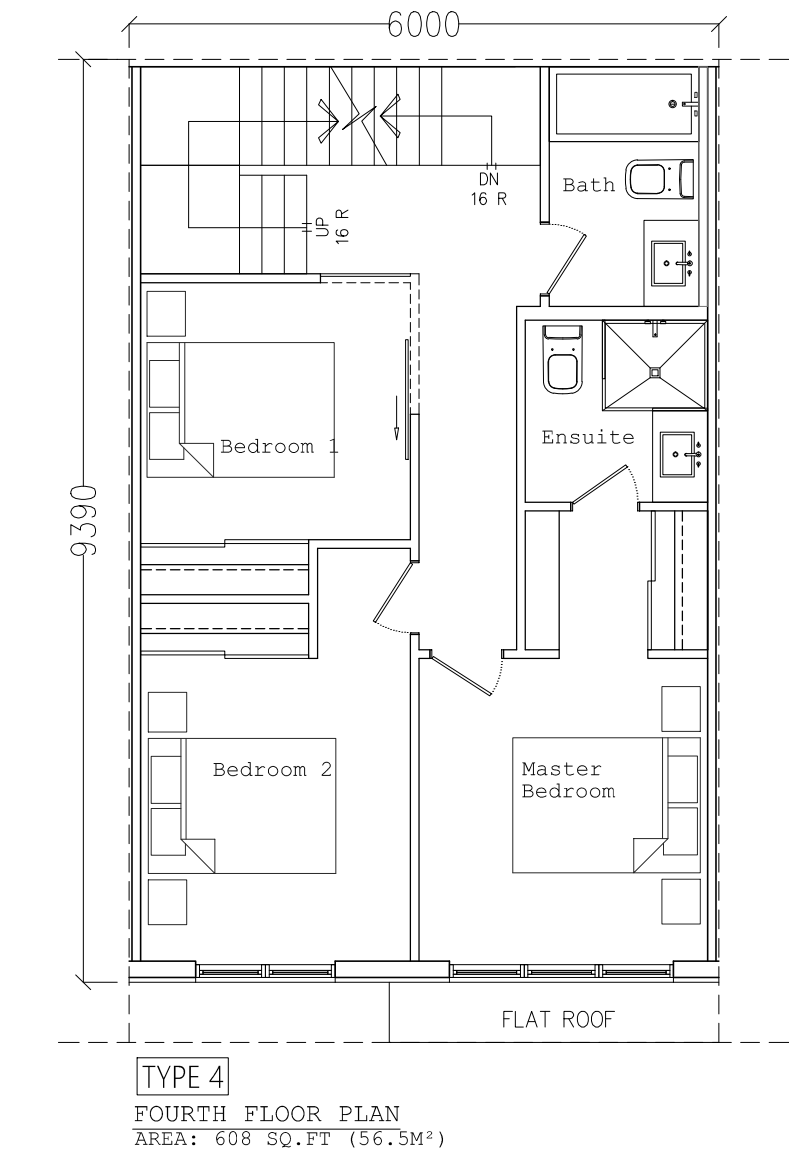 6000
DN
16 R
UP
16 R
Bath
Bedroom 1
Ensuite
9390
Bedroom 2
Master
Bedroom
FLAT ROOF
TYPE 4
FOURTH FLOOR PLAN
AREA: 608 SQ.FT (56.5M²)